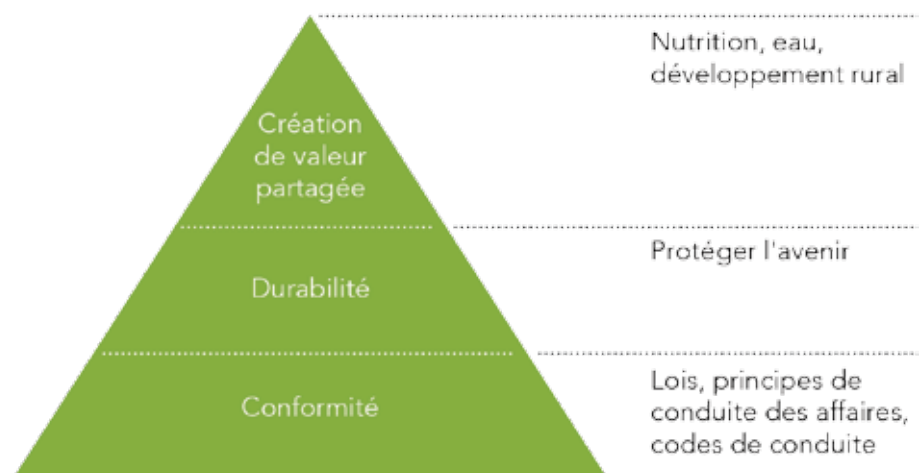 Nutrition, eau,
développement rural
Création
de valeur
partagée
Protéger l'avenir
Durabilité
Lois, principes de
conduite des affaires,
codes de conduite
Conformité